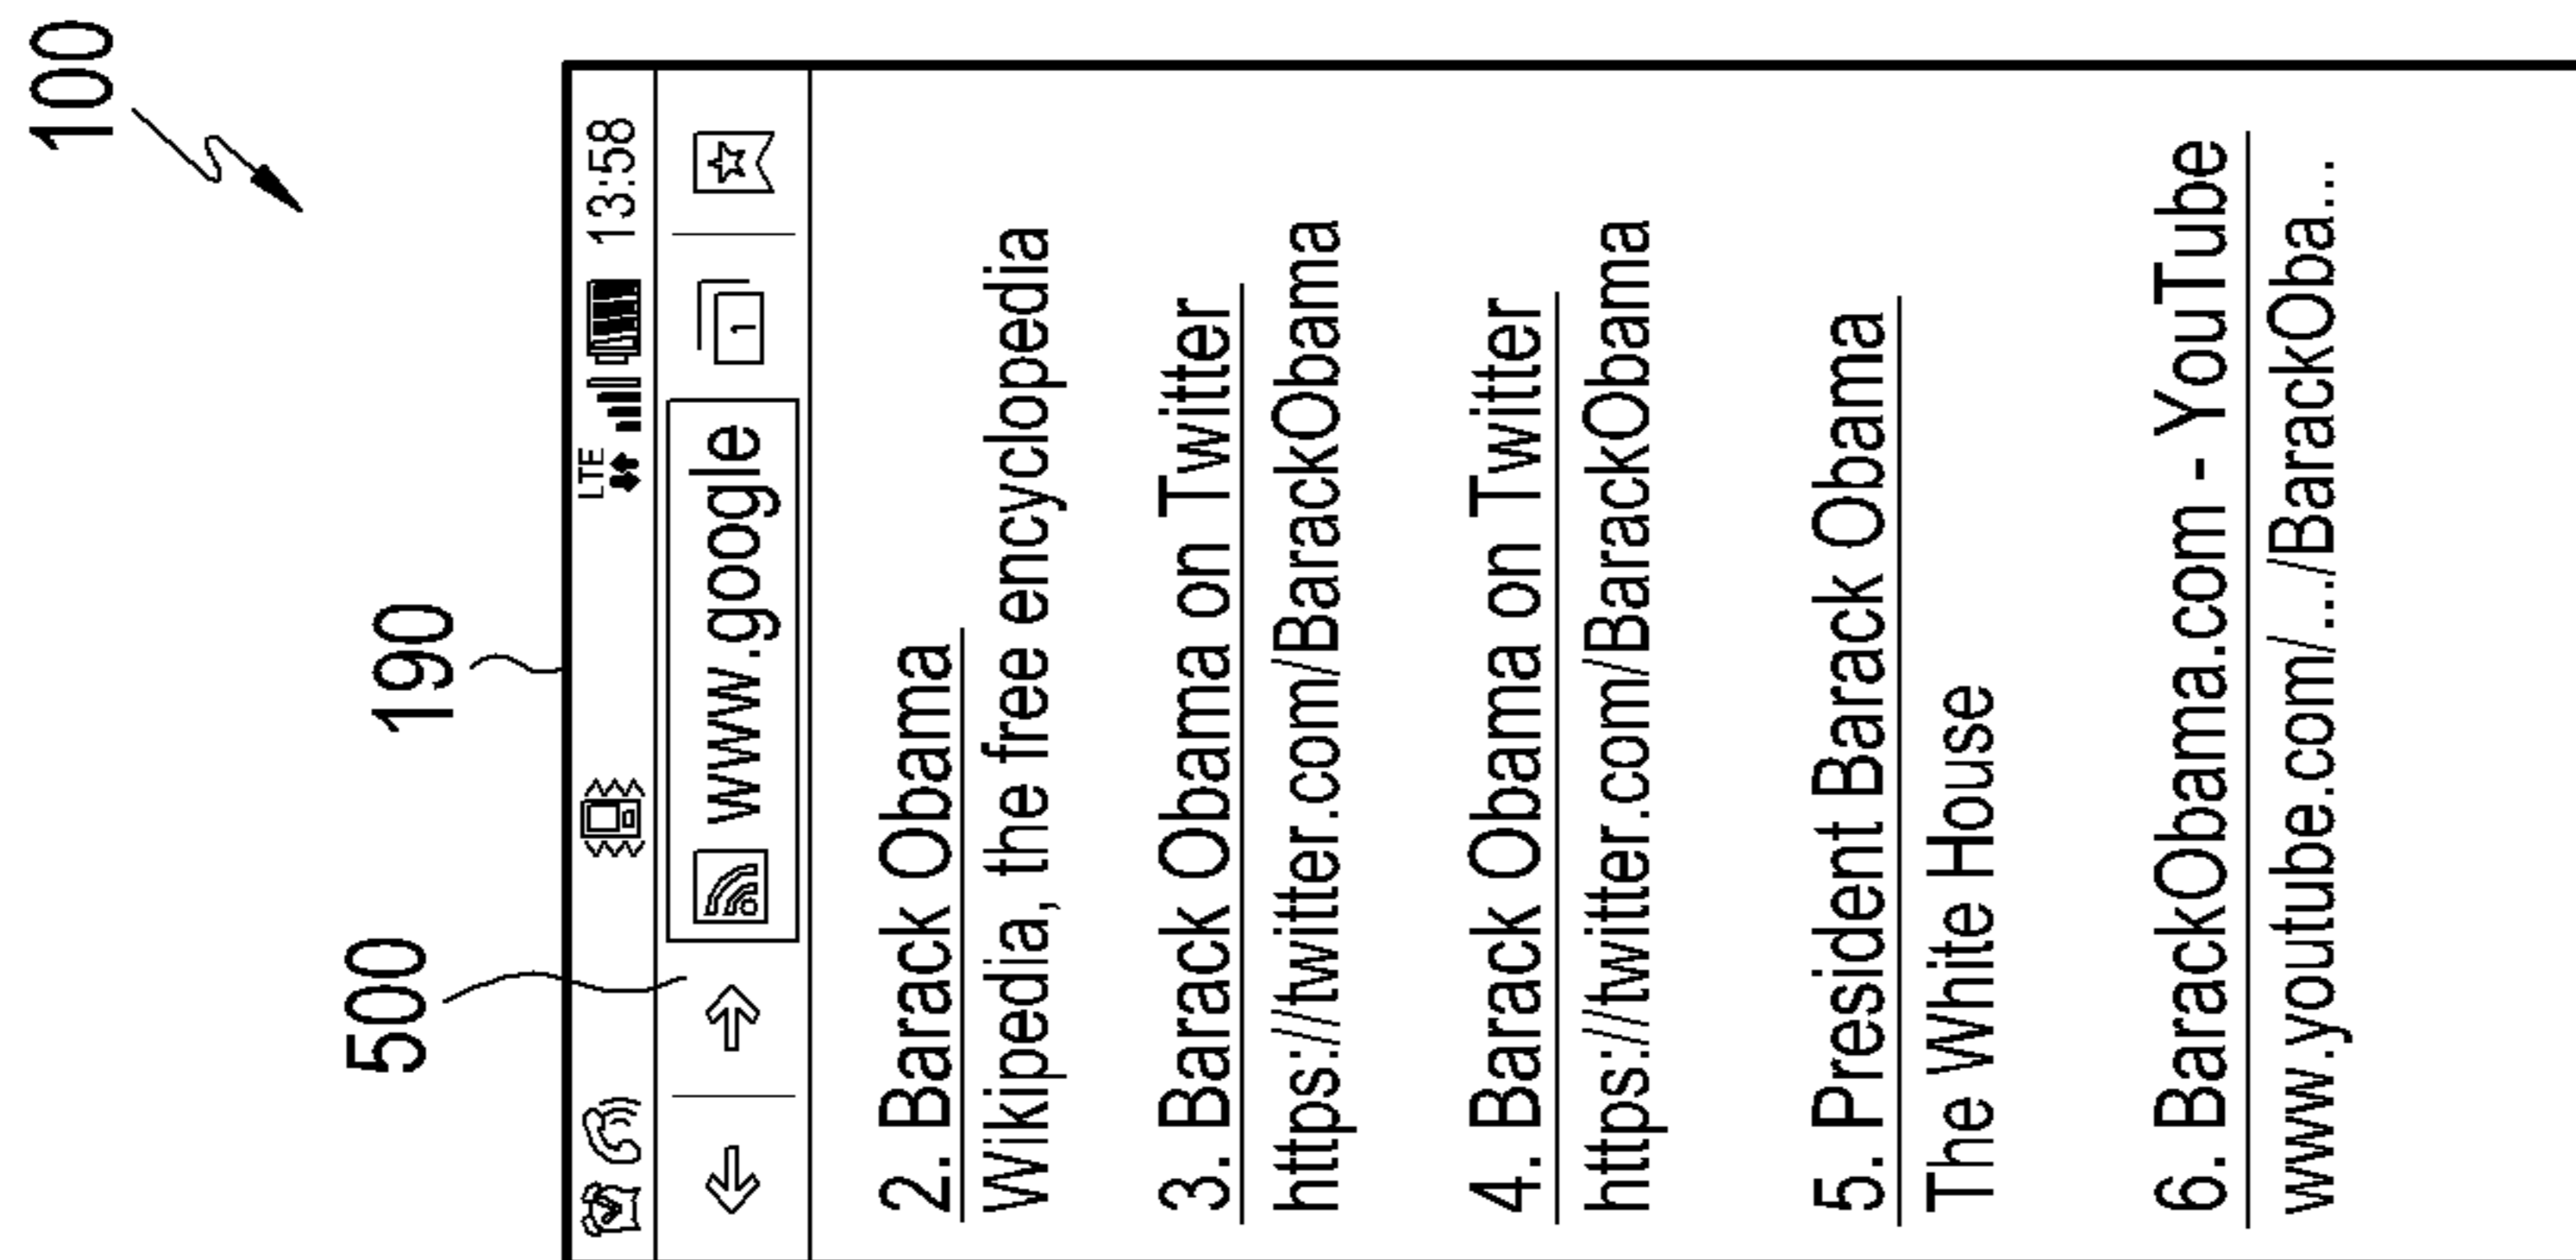 100
190
500
LTE
13:58
www.google
1
2. Barack Obama
Wikipedia, the free encyclopedia
3. Barack Obama on Twitter
https://twitter.com/BarackObama
4. Barack Obama on Twitter
https://twitter.com/BarackObama
5. President Barack Obama
The White House
6. BarackObama.com - YouTube
www.youtube.com/.../BarackOba...